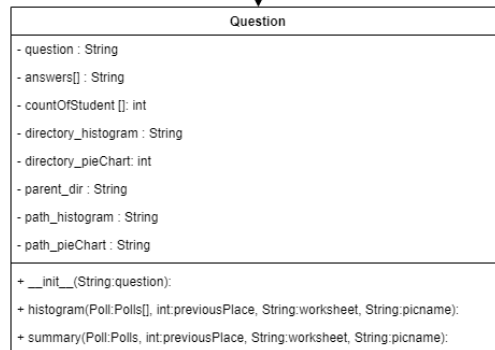 Question
- question : String
- answers[] : String
- countOfStudent []: int
- directory_histogram : String
- directory_pieChart: int
- parent_dir : String
- path_histogram : String
- path_pieChart : String
+ __init__(String:question):
+ histogram(Poll:Polls[], int:previousPlace, String:worksheet, String:picname):
+ summary(Poll:Polls, int:previousPlace, String:worksheet, String:picname):